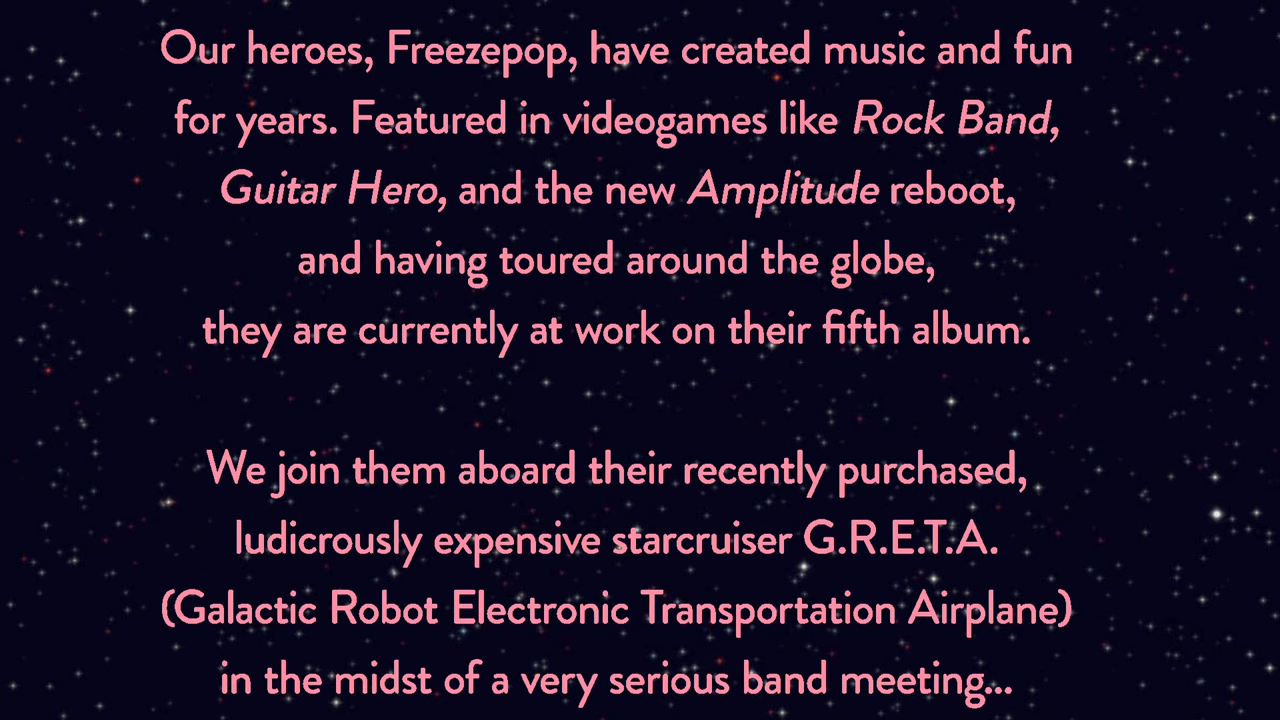 Our heroes, Freezepop, have created music and fun
for years. Featured in videogames like Rock Band,
Guitar Hero, and the new Amplitude reboot,
and having toured around the globe,
they are currently at work on their fifth album.
We join them aboard their recently purchased,
ludicrously expensive starcruiser G.R.E.T.A.
(Galactic Robot Electronic Transportation Airplane)
in the midst of a very serious band meeting...